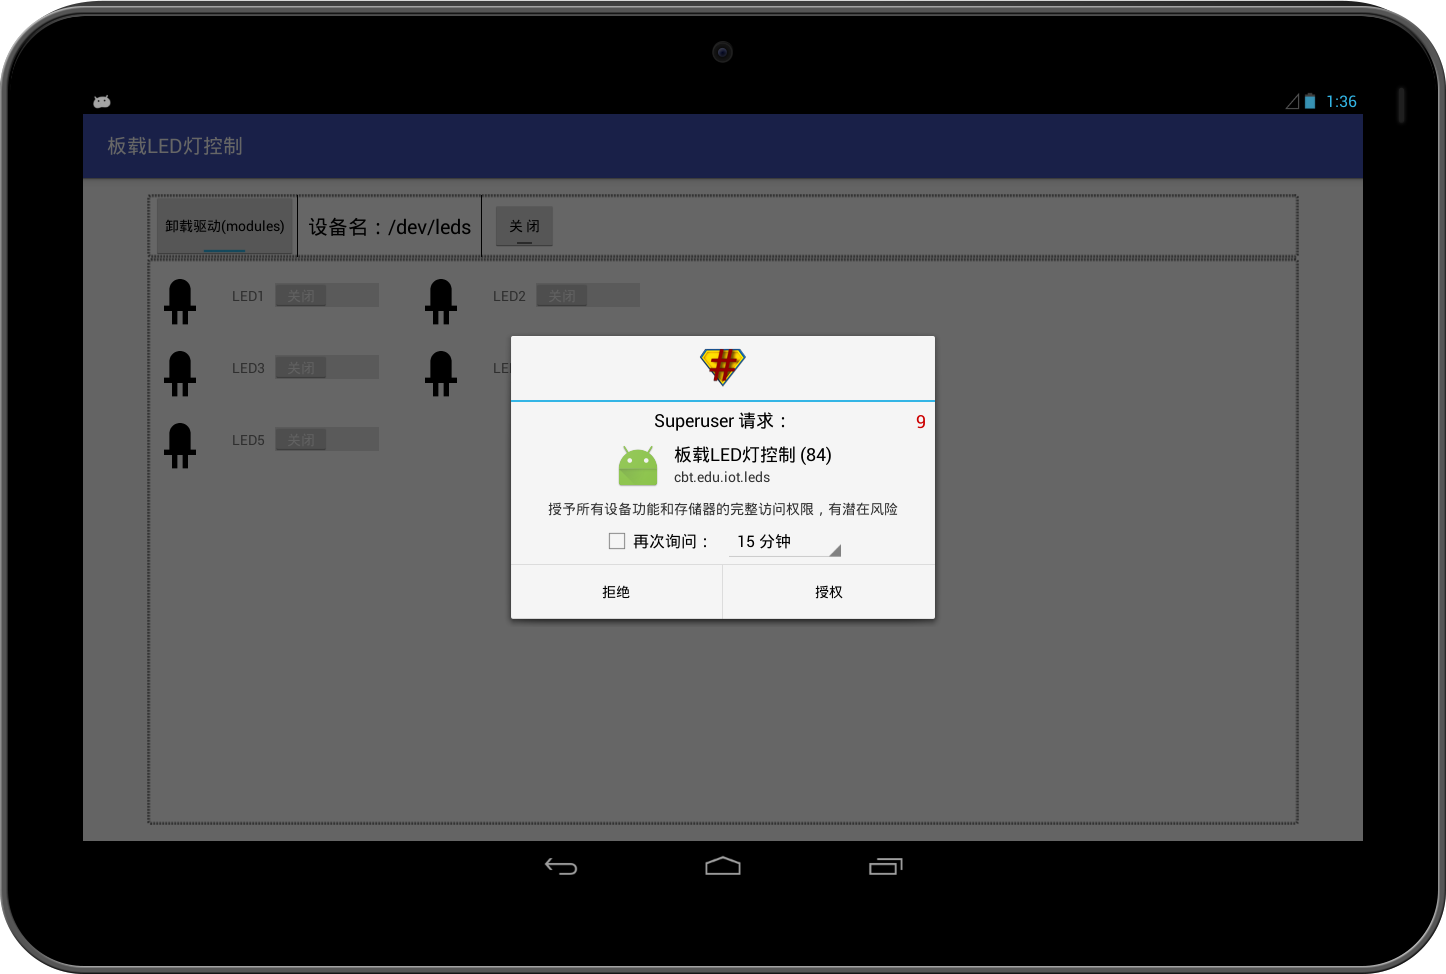 1:36
板载LED灯控制
卸载驱动(modules)
设备名：/dev/leds
关 闭
LED1 关闭
LED2 关闭
LED3 关闭
LE
LED5 关闭
#
Superuser 请求：
9
板载LED灯控制 (84)
cbt.edu.iot.leds
授予所有设备功能和存储器的完整访问权限，有潜在风险
再次询问：
15 分钟
拒绝
授权